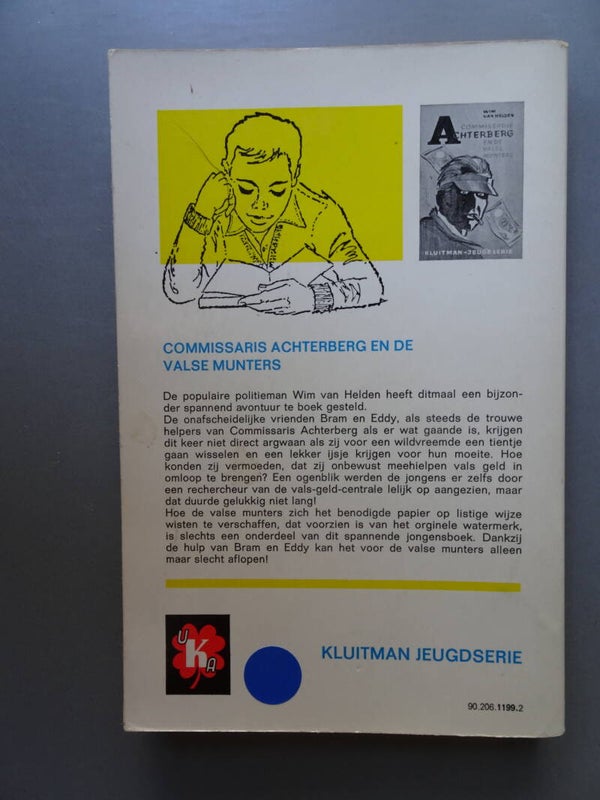 WIM
VAN HELDEN
COMMISSARIS
ACHTERBERG
EN DE
VALSE
MUNTERS
KLUITMAN-JEUGDSERIE
COMMISSARIS ACHTERBERG EN DE
VALSE MUNTERS
De populaire politieman Wim van Helden heeft ditmaal een bijzon-
der spannend avontuur te boek gesteld.
De onafscheidelijke vrienden Bram en Eddy, als steeds de trouwe
helpers van Commissaris Achterberg als er wat gaande is, krijgen
dit keer niet direct argwaan als zij voor een wildvreemde een tientje
gaan wisselen en een lekker ijsje krijgen voor hun moeite. Hoe
konden zij vermoeden, dat zij onbewust meehielpen vals geld in
omloop te brengen? Een ogenblik werden de jongens er zelfs door
een rechercheur van de vals-geld-centrale lelijk op aangezien, maar
dat duurde gelukkig niet lang!
Hoe de valse munters zich het benodigde papier op listige wijze
wisten te verschaffen, dat voorzien is van het orginele watermerk,
is slechts een onderdeel van dit spannende jongensboek. Dankzij
de hulp van Bram en Eddy kan het voor de valse munters alleen
maar slecht aflopen!
UKA
KLUITMAN JEUGDSERIE
90.206.1199.2